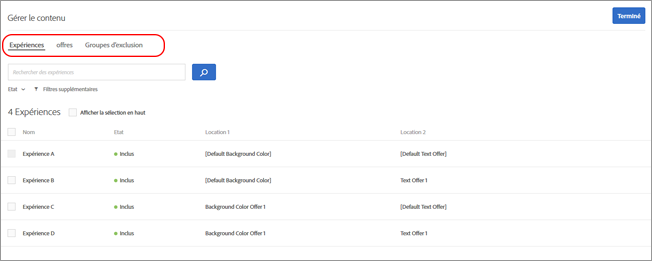 Gérer le contenu
Terminé
Expériences offres Groupes d'exclusion
Rechercher des expériences
Etat Filtres supplémentaires
4 Expériences Afficher la sélection en haut
Nom Etat Location 1 Location 2
Expérience A Inclus [Default Background Color] [Default Text Offer]
Expérience B Inclus [Default Background Color] Text Offer 1
Expérience C Inclus Background Color Offer 1 [Default Text Offer]
Expérience D Inclus Background Color Offer 1 Text Offer 1